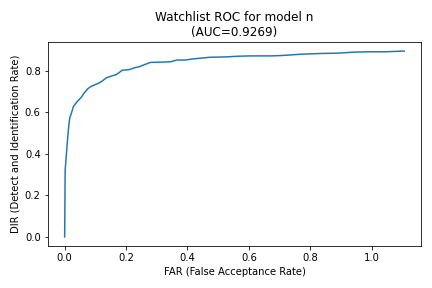 Watchlist ROC for model n
(AUC=0.9269)
DIR (Detect and Identification Rate)
0.8
0.6
0.4
0.2
0.0
0.0 0.2 0.4 0.6 0.8 1.0
FAR (False Acceptance Rate)